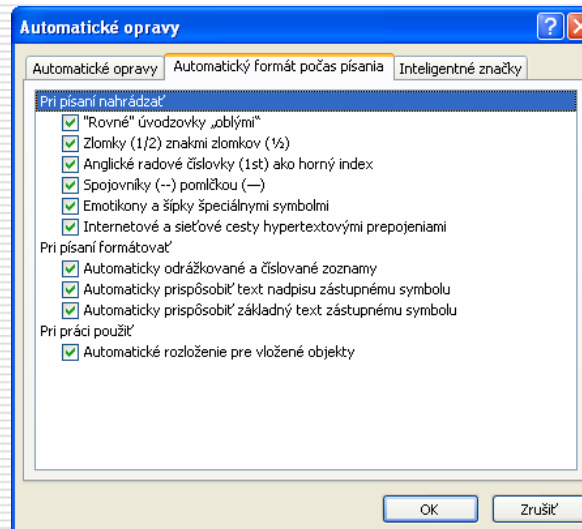 Automatické opravy
Automatické opravy Automatický formát počas písania Inteligentné značky
Pri písaní nahrádzať
"Rovné" úvodzovky „oblými“
Zlomky (1/2) znakmi zlomkov (½)
Anglické radové číslovky (1st) ako horný index
Spojovníky (--) pomlčkou (—)
Emotikony a šípky špeciálnymi symbolmi
Internetové a sieťové cesty hypertextovými prepojeniami
Pri písaní formátovať
Automaticky odrážkované a číslované zoznamy
Automaticky prispôsobiť text nadpisu zástupnému symbolu
Automaticky prispôsobiť základný text zástupnému symbolu
Pri práci použiť
Automatické rozloženie pre vložené objekty
OK Zrušiť